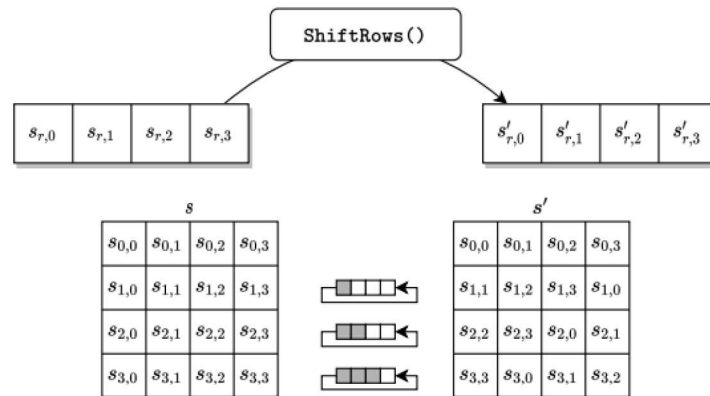 ShiftRows()
s_{r,0} s_{r,1} s_{r,2} s_{r,3} s'_{r,0} s'_{r,1} s'_{r,2} s'_{r,3}
s s'
s_{0,0} s_{0,1} s_{0,2} s_{0,3} s_{0,0} s_{0,1} s_{0,2} s_{0,3}
s_{1,0} s_{1,1} s_{1,2} s_{1,3} s_{1,1} s_{1,2} s_{1,3} s_{1,0}
s_{2,0} s_{2,1} s_{2,2} s_{2,3} s_{2,2} s_{2,3} s_{2,0} s_{2,1}
s_{3,0} s_{3,1} s_{3,2} s_{3,3} s_{3,3} s_{3,0} s_{3,1} s_{3,2}